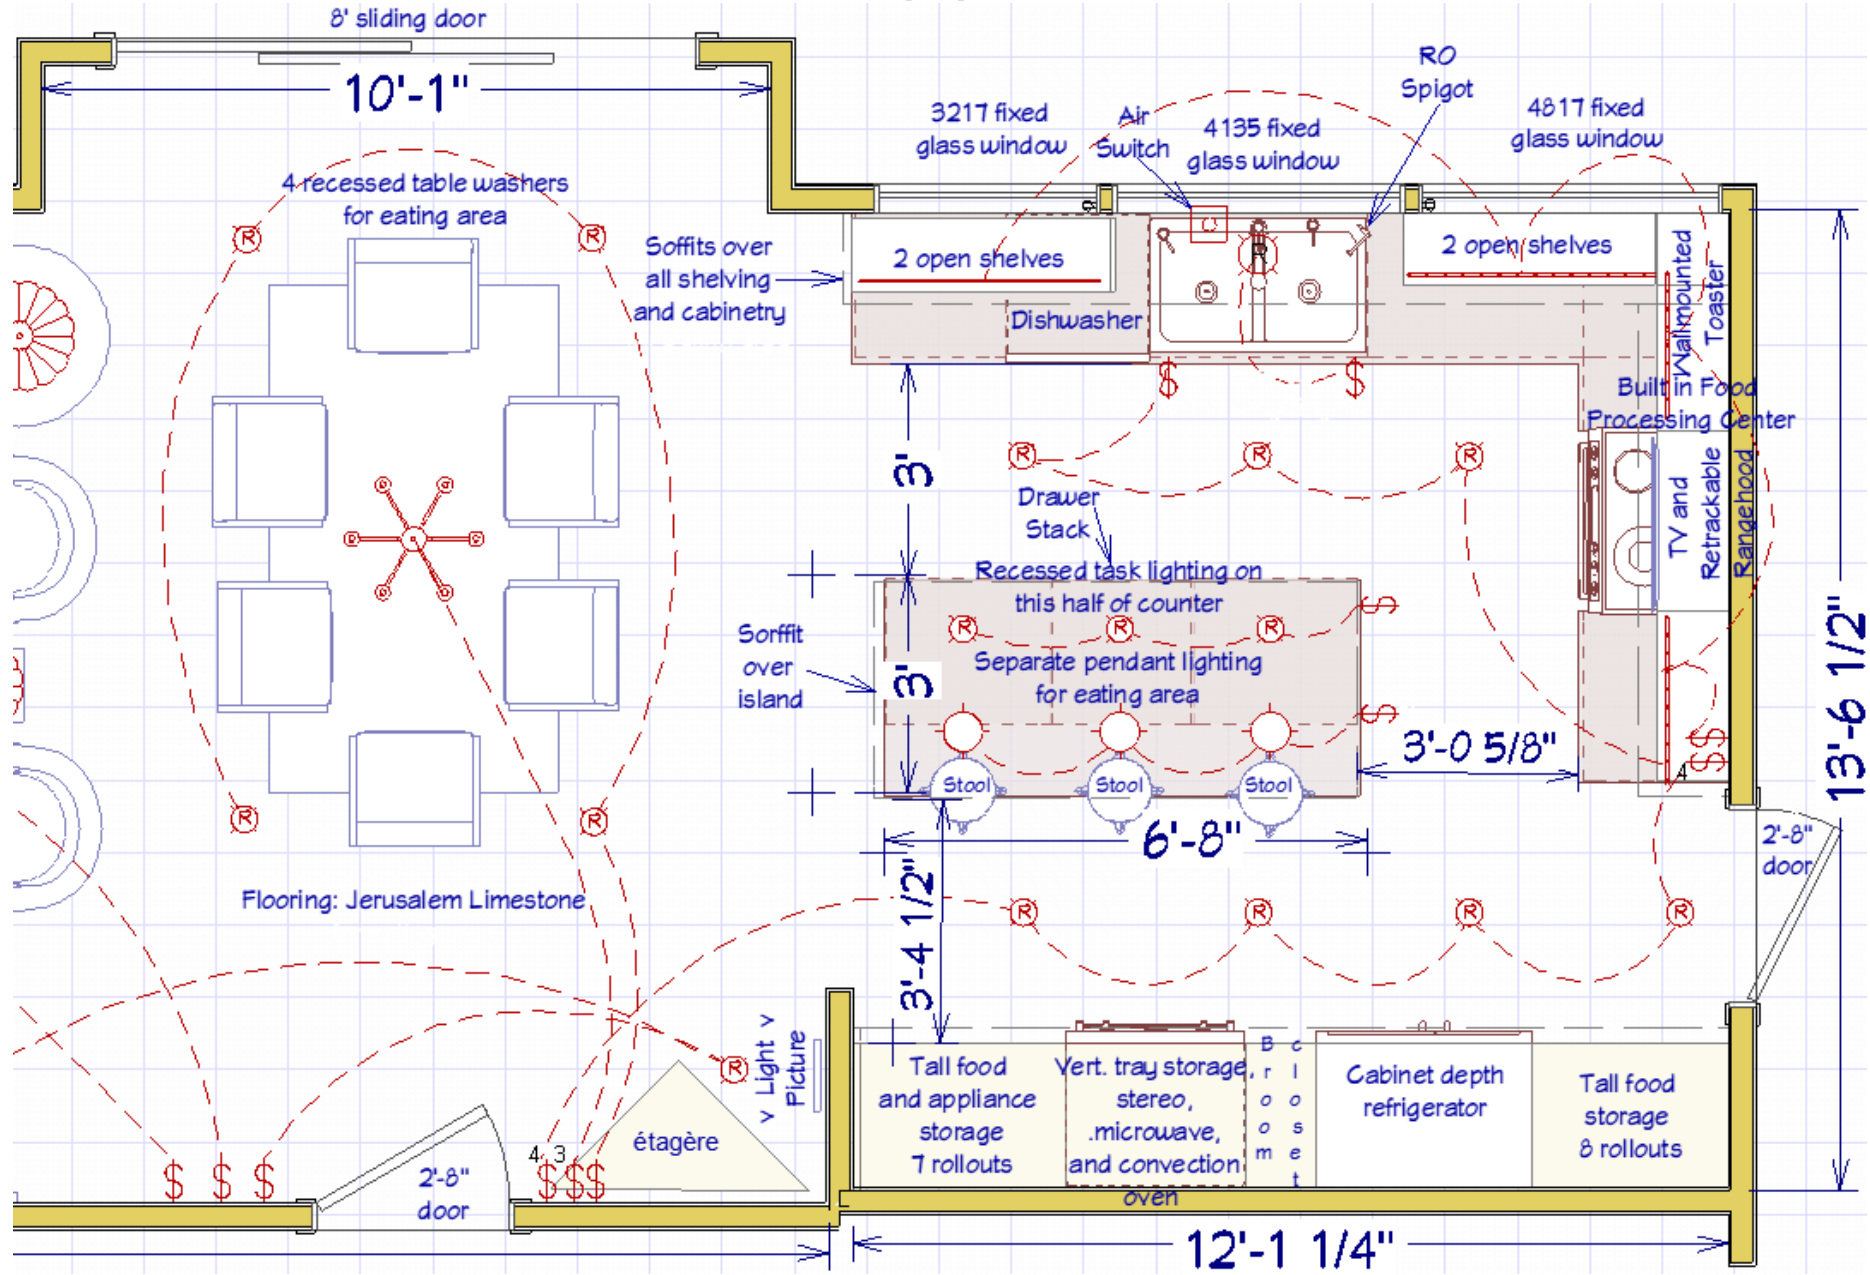 8' sliding door
10'-1"
4 recessed table washers
for eating area
R
R
3217 fixed
glass window
Air
Switch
4135 fixed
glass window
RO
Spigot
4817 fixed
glass window
Soffits over
all shelving
and cabinetry
2 open shelves
Dishwasher
R
2 open shelves
Wallmounted
Toaster
Built in Food
Processing Center
$
$
3'
R
R
R
Drawer
Stack
TV and
Retrackable
Rangehood
Recessed task lighting on
this half of counter
R
R
R
$
Sorffit
over
island
3'
Separate pendant lighting
for eating area
$
Stool
Stool
Stool
3'-0 5/8"
$$
4
13'-6 1/2"
6'-8"
2'-8"
door
R
R
Flooring: Jerusalem Limestone
3'-4 1/2"
R
R
R
R
v Light v
Picture
R
étagère
4
3
$
$
$
$
$
$
2'-8"
door
Tall food
and appliance
storage
7 rollouts
Vert. tray storage,
stereo,
.microwave,
and convection
oven
Broom
closet
Cabinet depth
refrigerator
Tall food
storage
8 rollouts
12'-1 1/4"